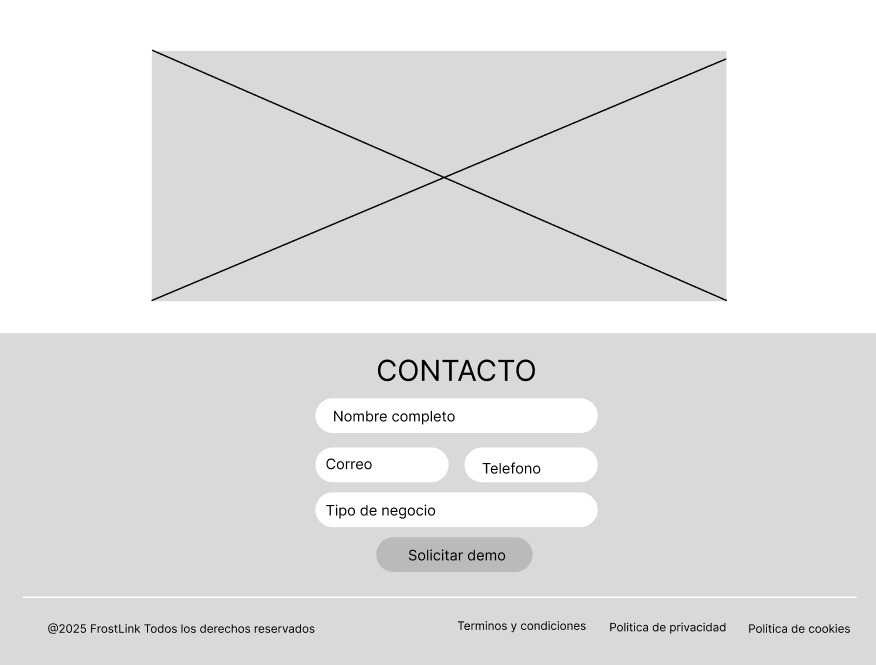 CONTACTO
Nombre completo
Correo
Telefono
Tipo de negocio
Solicitar demo
@2025 FrostLink Todos los derechos reservados
Terminos y condiciones
Politica de privacidad
Politica de cookies